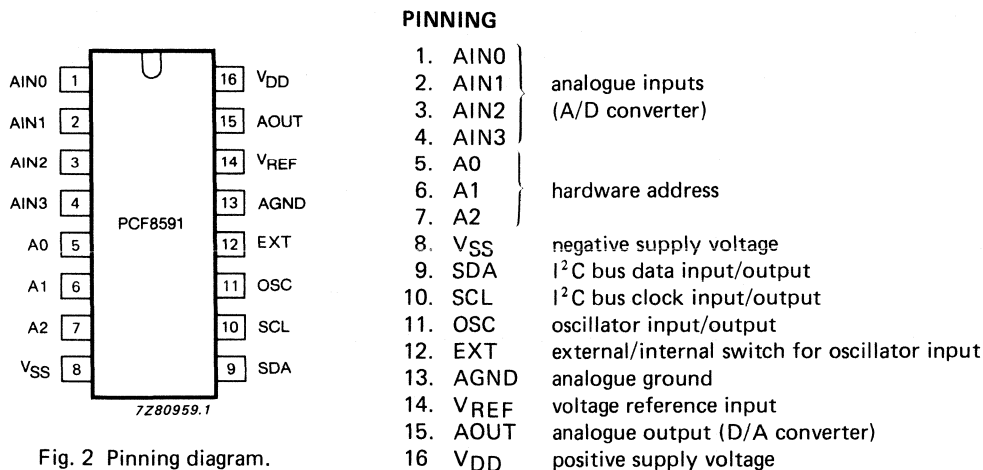 PINNING
AIN0 1
AIN1 2
AIN2 3
AIN3 4
A0 5
A1 6
A2 7
VSS 8
PCF8591
16 VDD
15 AOUT
14 VREF
13 AGND
12 EXT
11 OSC
10 SCL
9 SDA
7Z80959.1
Fig. 2 Pinning diagram.
1. AIN0
2. AIN1
3. AIN2
4. AIN3
analogue inputs
(A/D converter)
5. A0
6. A1
7. A2
hardware address
8. VSS negative supply voltage
9. SDA I²C bus data input/output
10. SCL I²C bus clock input/output
11. OSC oscillator input/output
12. EXT external/internal switch for oscillator input
13. AGND analogue ground
14. VREF voltage reference input
15. AOUT analogue output (D/A converter)
16 VDD positive supply voltage